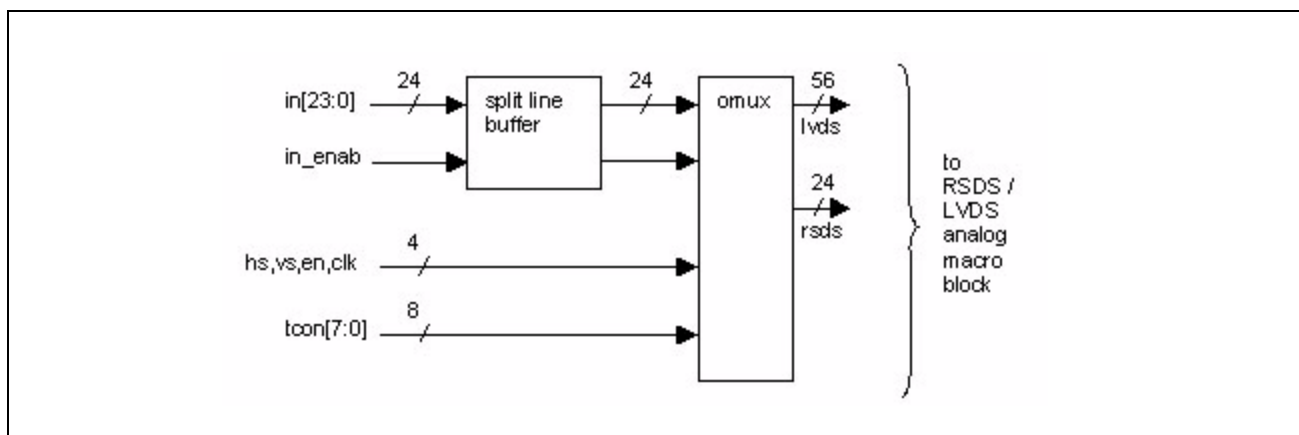 in[23:0]
24
split line
buffer
24
omux
56
lvds
in_enab
24
rsds
hs,vs,en,clk
4
tcon[7:0]
8
to
RSDS /
LVDS
analog
macro
block